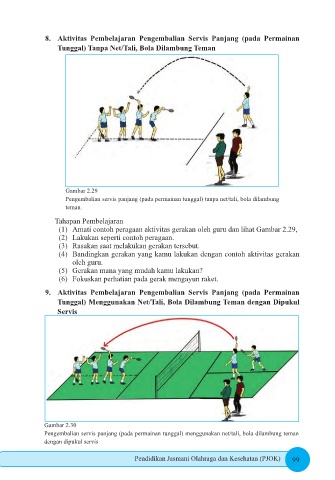 8. Aktivitas Pembelajaran Pengembalian Servis Panjang (pada Permainan
Tunggal) Tanpa Net/Tali, Bola Dilambung Teman
Gambar 2.29
Pengembalian servis panjang (pada permainan tunggal) tanpa net/tali, bola dilambung
teman
Tahapan Pembelajaran
(1) Amati contoh peragaan aktivitas gerakan oleh guru dan lihat Gambar 2.29,
(2) Lakukan seperti contoh peragaan.
(3) Rasakan saat melakukan gerakan tersebut.
(4) Bandingkan gerakan yang kamu lakukan dengan contoh aktivitas gerakan
oleh guru.
(5) Gerakan mana yang mudah kamu lakukan?
(6) Fokuskan perhatian pada gerak mengayun raket.
9. Aktivitas Pembelajaran Pengembalian Servis Panjang (pada Permainan
Tunggal) Menggunakan Net/Tali, Bola Dilambung Teman dengan Dipukul
Servis
Gambar 2.30
Pengembalian servis panjang (pada permainan tunggal) menggunakan net/tali, bola dilambung teman
dengan dipukul servis
Pendidikan Jasmani Olahraga dan Kesehatan (PJOK) 99